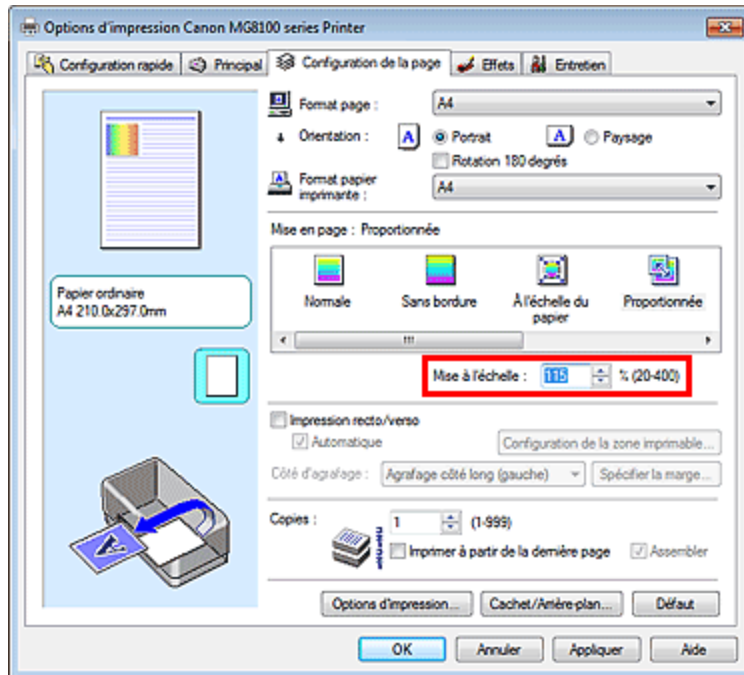 Options d'impression Canon MG8100 series Printer
Configuration rapide Principal Configuration de la page Effets Entretien
Format page : A4
Orientation : A Portrait A Paysage
Rotation 180 degrés
Format papier imprimante : A4
Mise en page : Proportionnée
Normale Sans bordure À l'échelle du papier Proportionnée
Papier ordinaire
A4 210.0x297.0mm
Mise à l'échelle : 115 % (20-400)
Impression recto/verso
Automatique Configuration de la zone imprimable...
Côté d'agrafage : Agrafage côté long (gauche) Spécifier la marge...
Copies : 1 (1-999)
Imprimer à partir de la dernière page Assembler
Options d'impression... Cachet/Arrière-plan... Défaut
OK Annuler Appliquer Aide